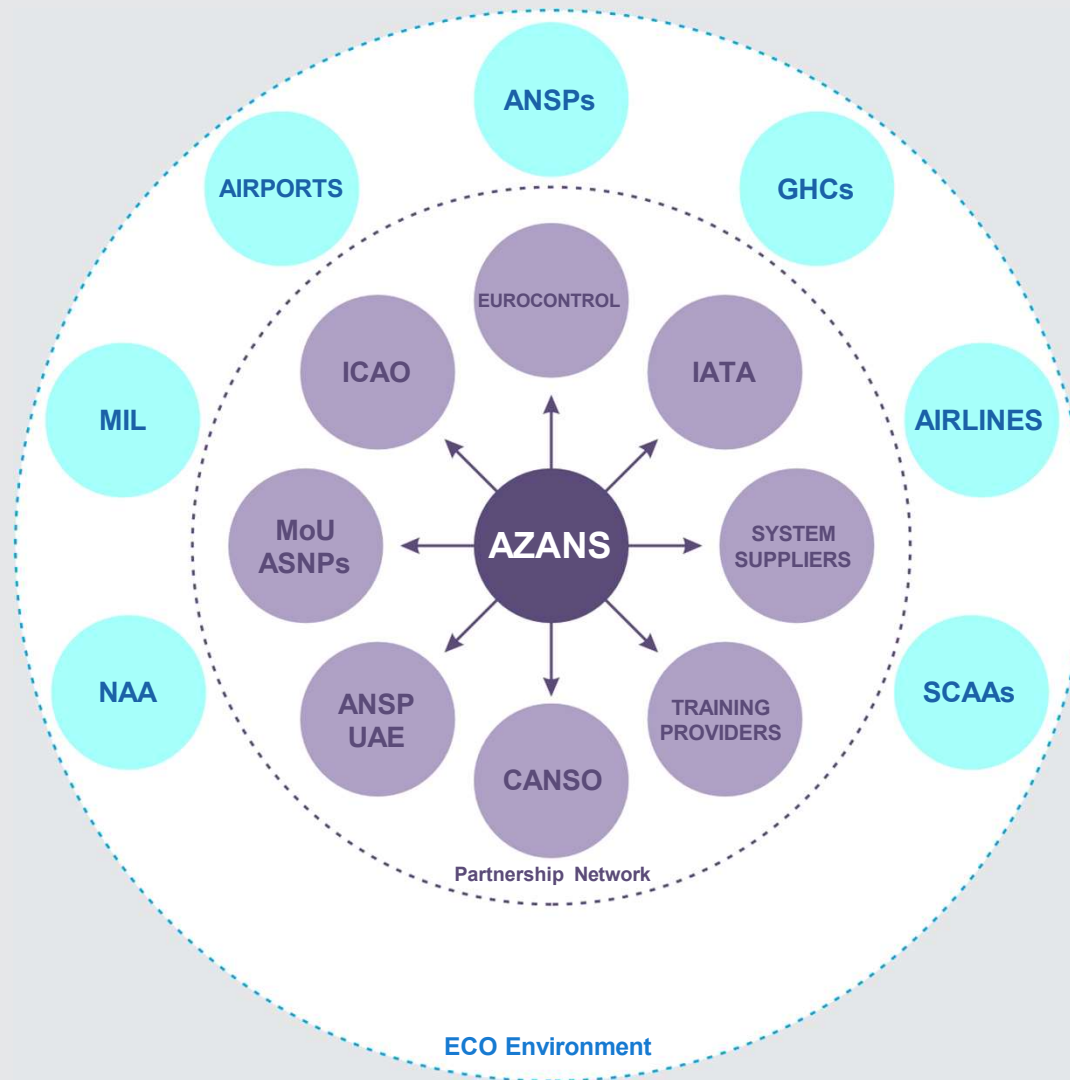 ANSPs
AIRPORTS
GHCs
EUROCONTROL
ICAO
IATA
MIL
AIRLINES
MoU
ASNPs
AZANS
SYSTEM
SUPPLIERS
NAA
SCAAs
ANSP
UAE
TRAINING
PROVIDERS
CANSO
Partnership Network
ECO Environment